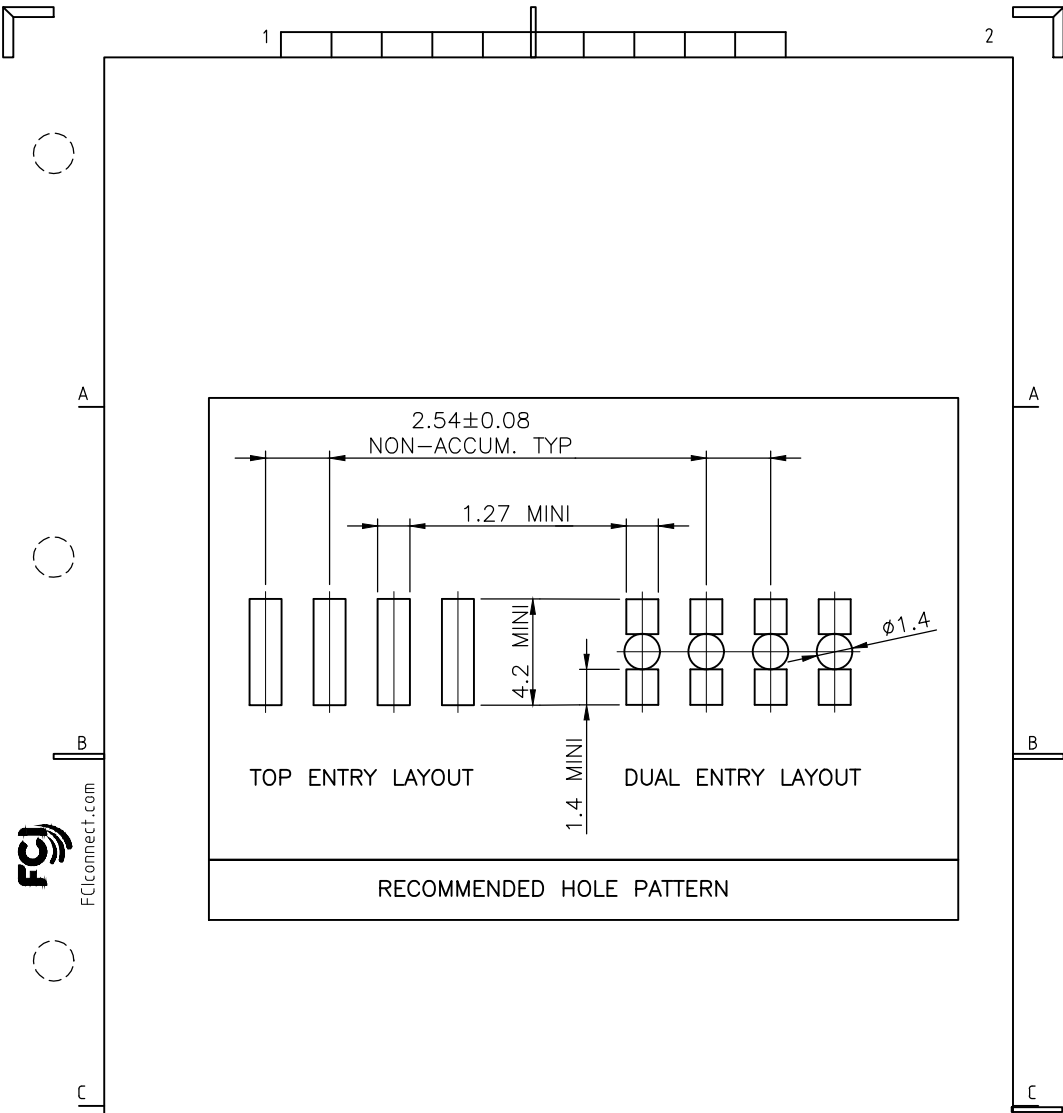 1
2
A
A
2.54±0.08
NON-ACCUM. TYP
1.27 MINI
4.2 MINI
1.4 MINI
ø1.4
B
B
TOP ENTRY LAYOUT
DUAL ENTRY LAYOUT
FCI
FCIconnect.com
RECOMMENDED HOLE PATTERN
C
C